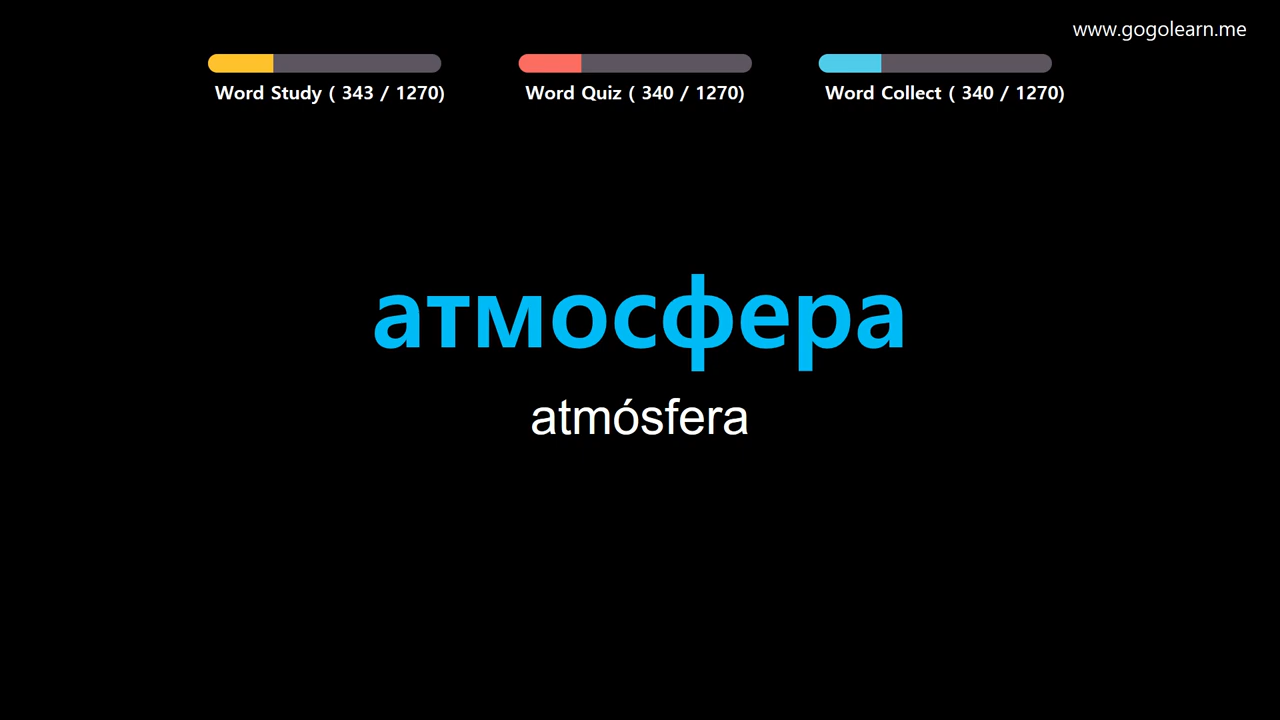 www.gogolearn.me
Word Study ( 343 / 1270)
Word Quiz ( 340 / 1270)
Word Collect ( 340 / 1270)
атмосфера
atmósfera